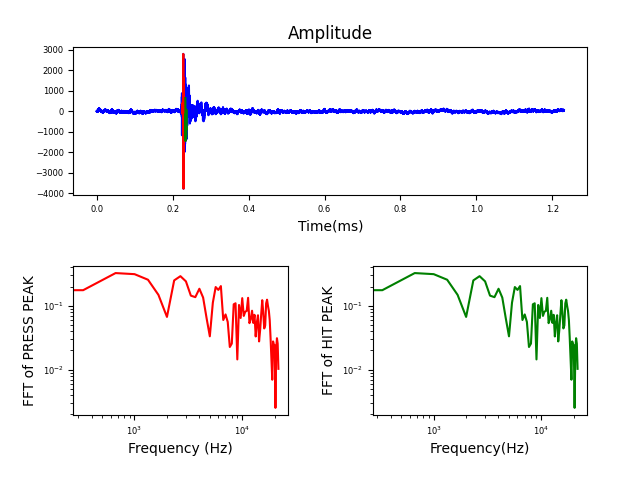 Amplitude
3000
2000
1000
0
−1000
−2000
−3000
−4000
0.0 0.2 0.4 0.6 0.8 1.0 1.2
Time(ms)
FFT of PRESS PEAK
10⁻¹
10⁻²
10³ 10⁴
Frequency (Hz)
FFT of HIT PEAK
10⁻¹
10⁻²
10³ 10⁴
Frequency(Hz)